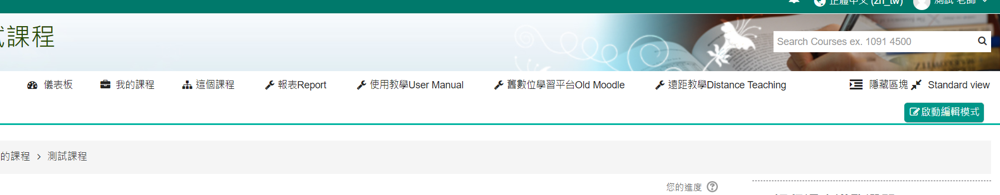 正體中文 (zh_tw) 測試 老師
試課程
Search Courses ex. 1091 4500
儀表板 我的課程 這個課程 報表Report 使用教學User Manual 舊數位學習平台Old Moodle 遠距教學Distance Teaching 隱藏區塊 Standard view
啟動編輯模式
的課程 > 測試課程
您的進度